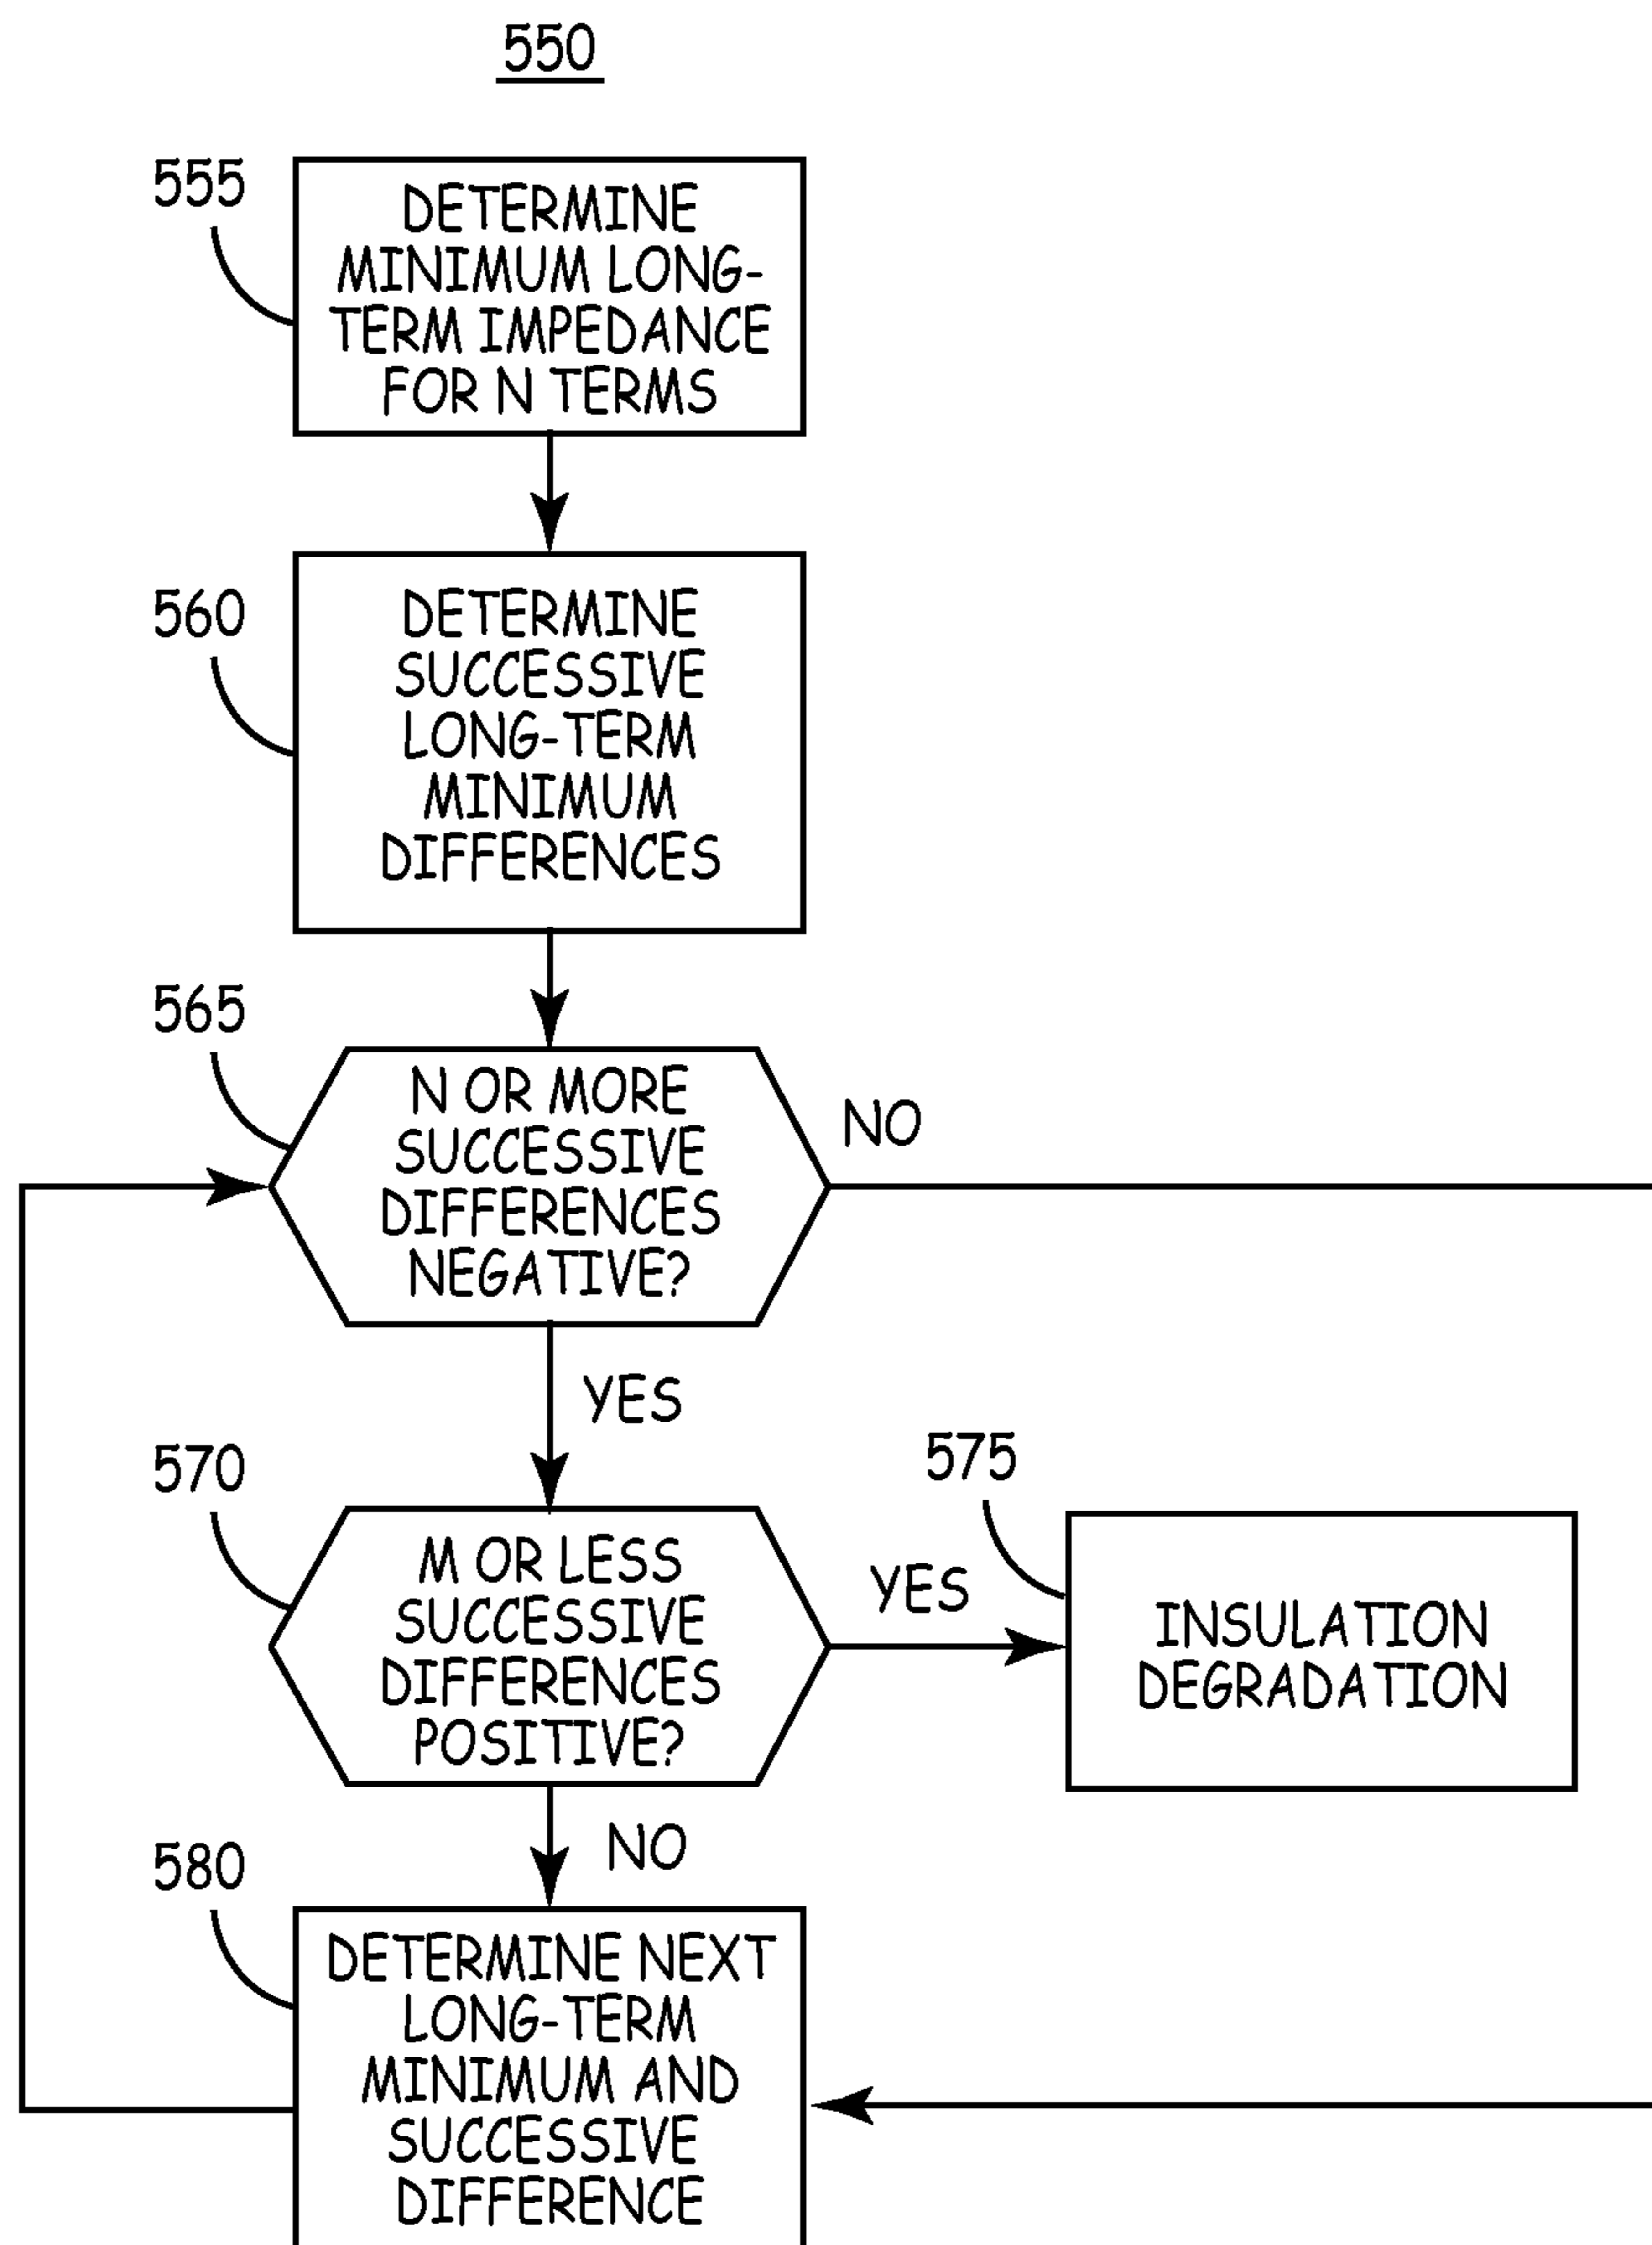 550
555
DETERMINE
MINIMUM LONG-
TERM IMPEDANCE
FOR N TERMS
560
DETERMINE
SUCCESSIVE
LONG-TERM
MINIMUM
DIFFERENCES
565
N OR MORE
SUCCESSIVE
DIFFERENCES
NEGATIVE?
NO
YES
570
M OR LESS
SUCCESSIVE
DIFFERENCES
POSITIVE?
YES
575
INSULATION
DEGRADATION
NO
580
DETERMINE NEXT
LONG-TERM
MINIMUM AND
SUCCESSIVE
DIFFERENCE